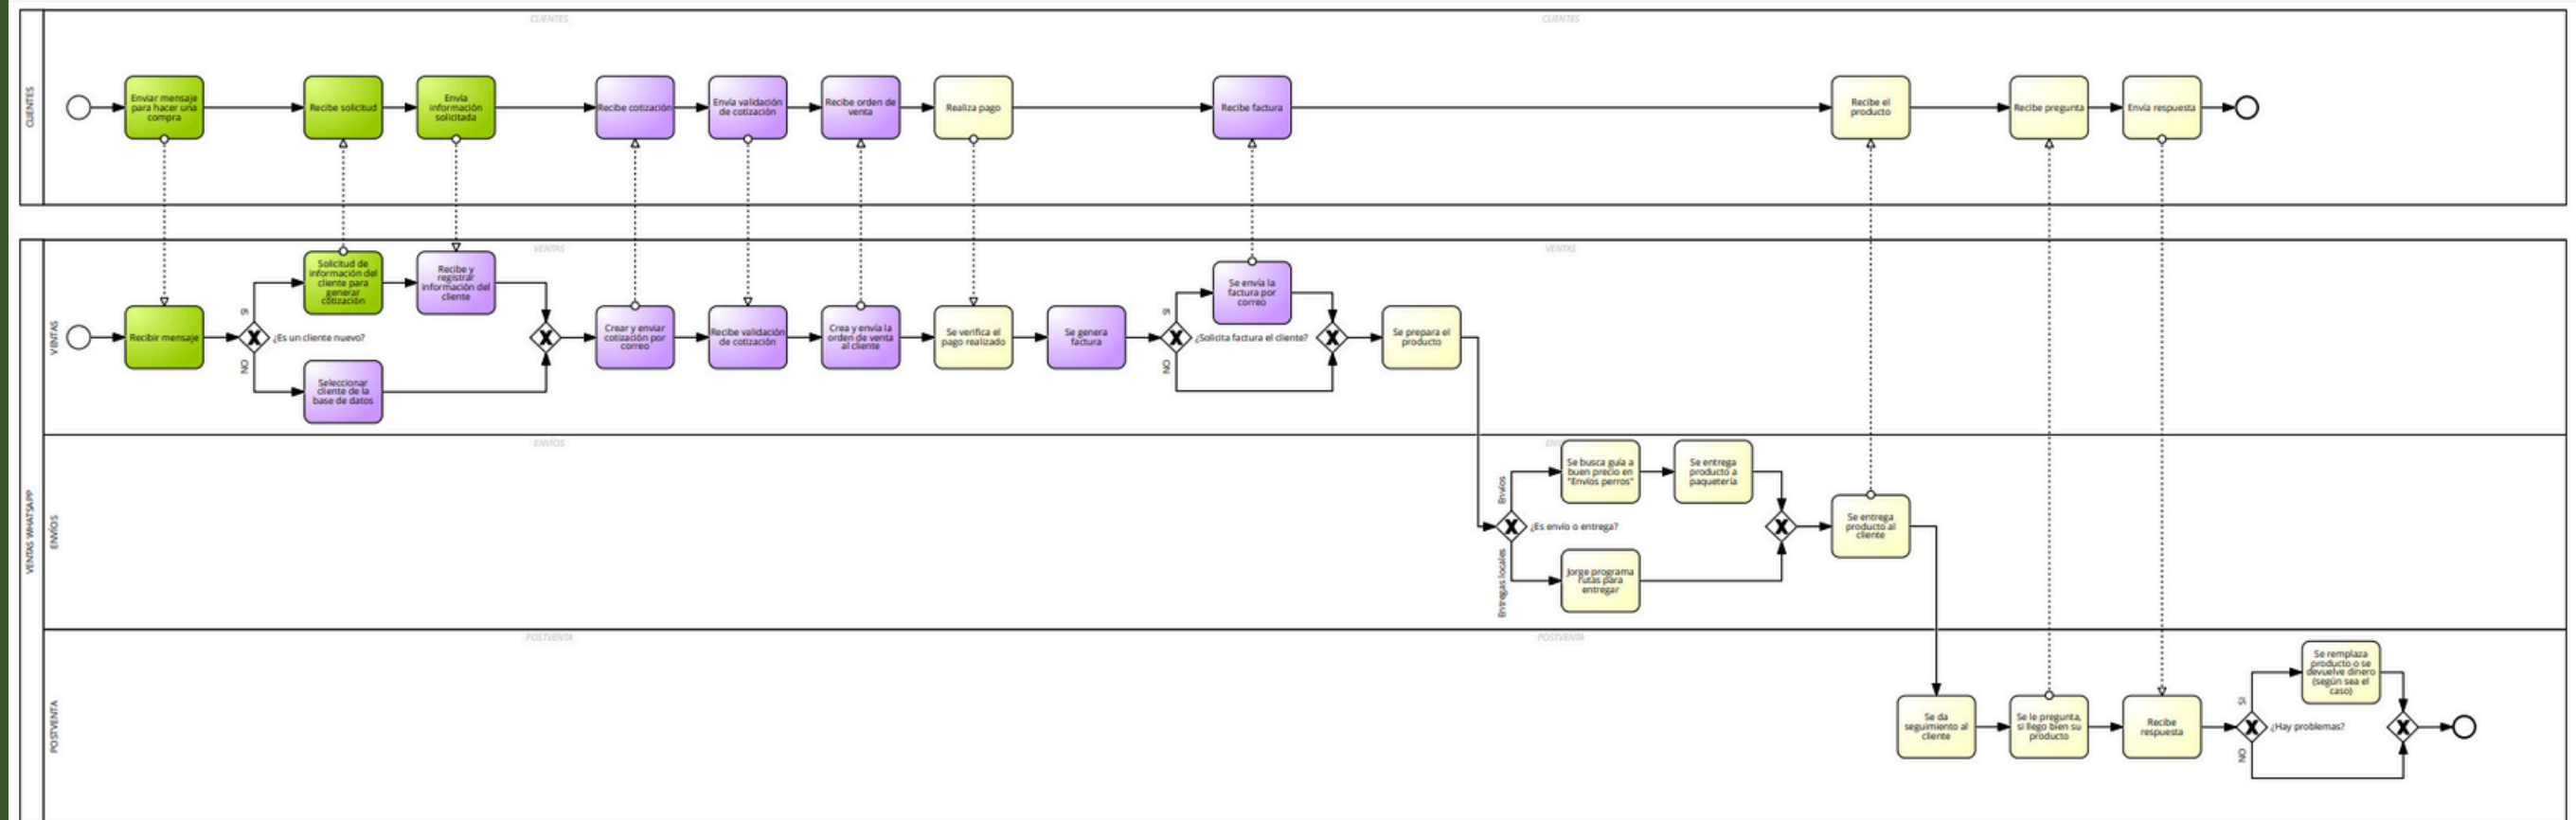 CLIENTES
CLIENTES
CLIENTES
Enviar mensaje
para hacer una
compra
Recibe solicitud
Envía
información
solicitada
Recibe cotización
Envía validación
de cotización
Recibe orden de
venta
Realiza pago
Recibe factura
Recibe el
producto
Recibe pregunta
Envía respuesta
VENTAS WHATSAPP
VENTAS
VENTAS
VENTAS
Recibir mensaje
SI
¿Es un cliente nuevo?
NO
Solicitud de
información del
cliente para
generar
cotización
Recibe y
registrar
información del
cliente
Seleccionar
cliente de la
base de datos
Crear y enviar
cotización por
correo
Recibe validación
de cotización
Crea y envía la
orden de venta
al cliente
Se verifica el
pago realizado
Se genera
factura
SI
¿Solicita factura el cliente?
NO
Se envía la
factura por
correo
Se prepara el
producto
ENVÍOS
ENVÍOS
Envíos
¿Es envío o entrega?
Entregas locales
Se busca guía a
buen precio en
"Envíos perros"
Se entrega
producto a
paquetería
Jorge programa
rutas para
entregar
Se entrega
producto al
cliente
POSTVENTA
POSTVENTA
POSTVENTA
Se da
seguimiento al
cliente
Se le pregunta,
si llego bien su
producto
Recibe
respuesta
SI
¿Hay problemas?
NO
Se remplaza
producto o se
devuelve dinero
(según sea el
caso)